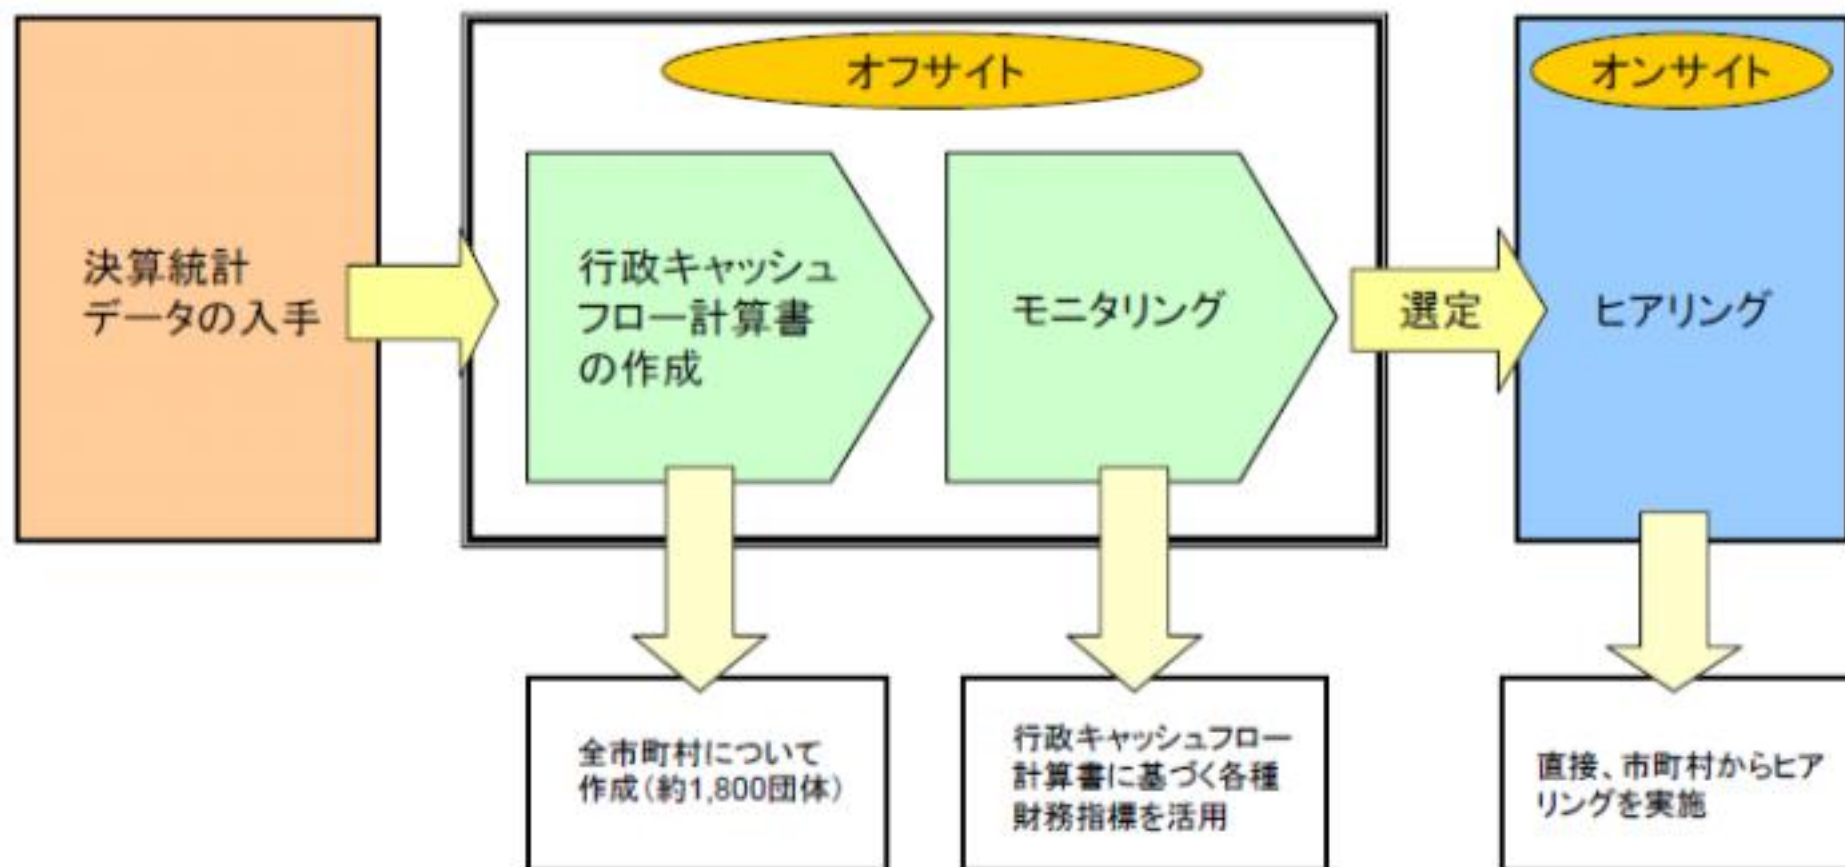 オフサイト
オンサイト
決算統計
データの入手
行政キャッシュ
フロー計算書
の作成
モニタリング
選定
ヒアリング
全市町村について
作成(約1,800団体)
行政キャッシュフロー
計算書に基づく各種
財務指標を活用
直接、市町村からヒア
リングを実施